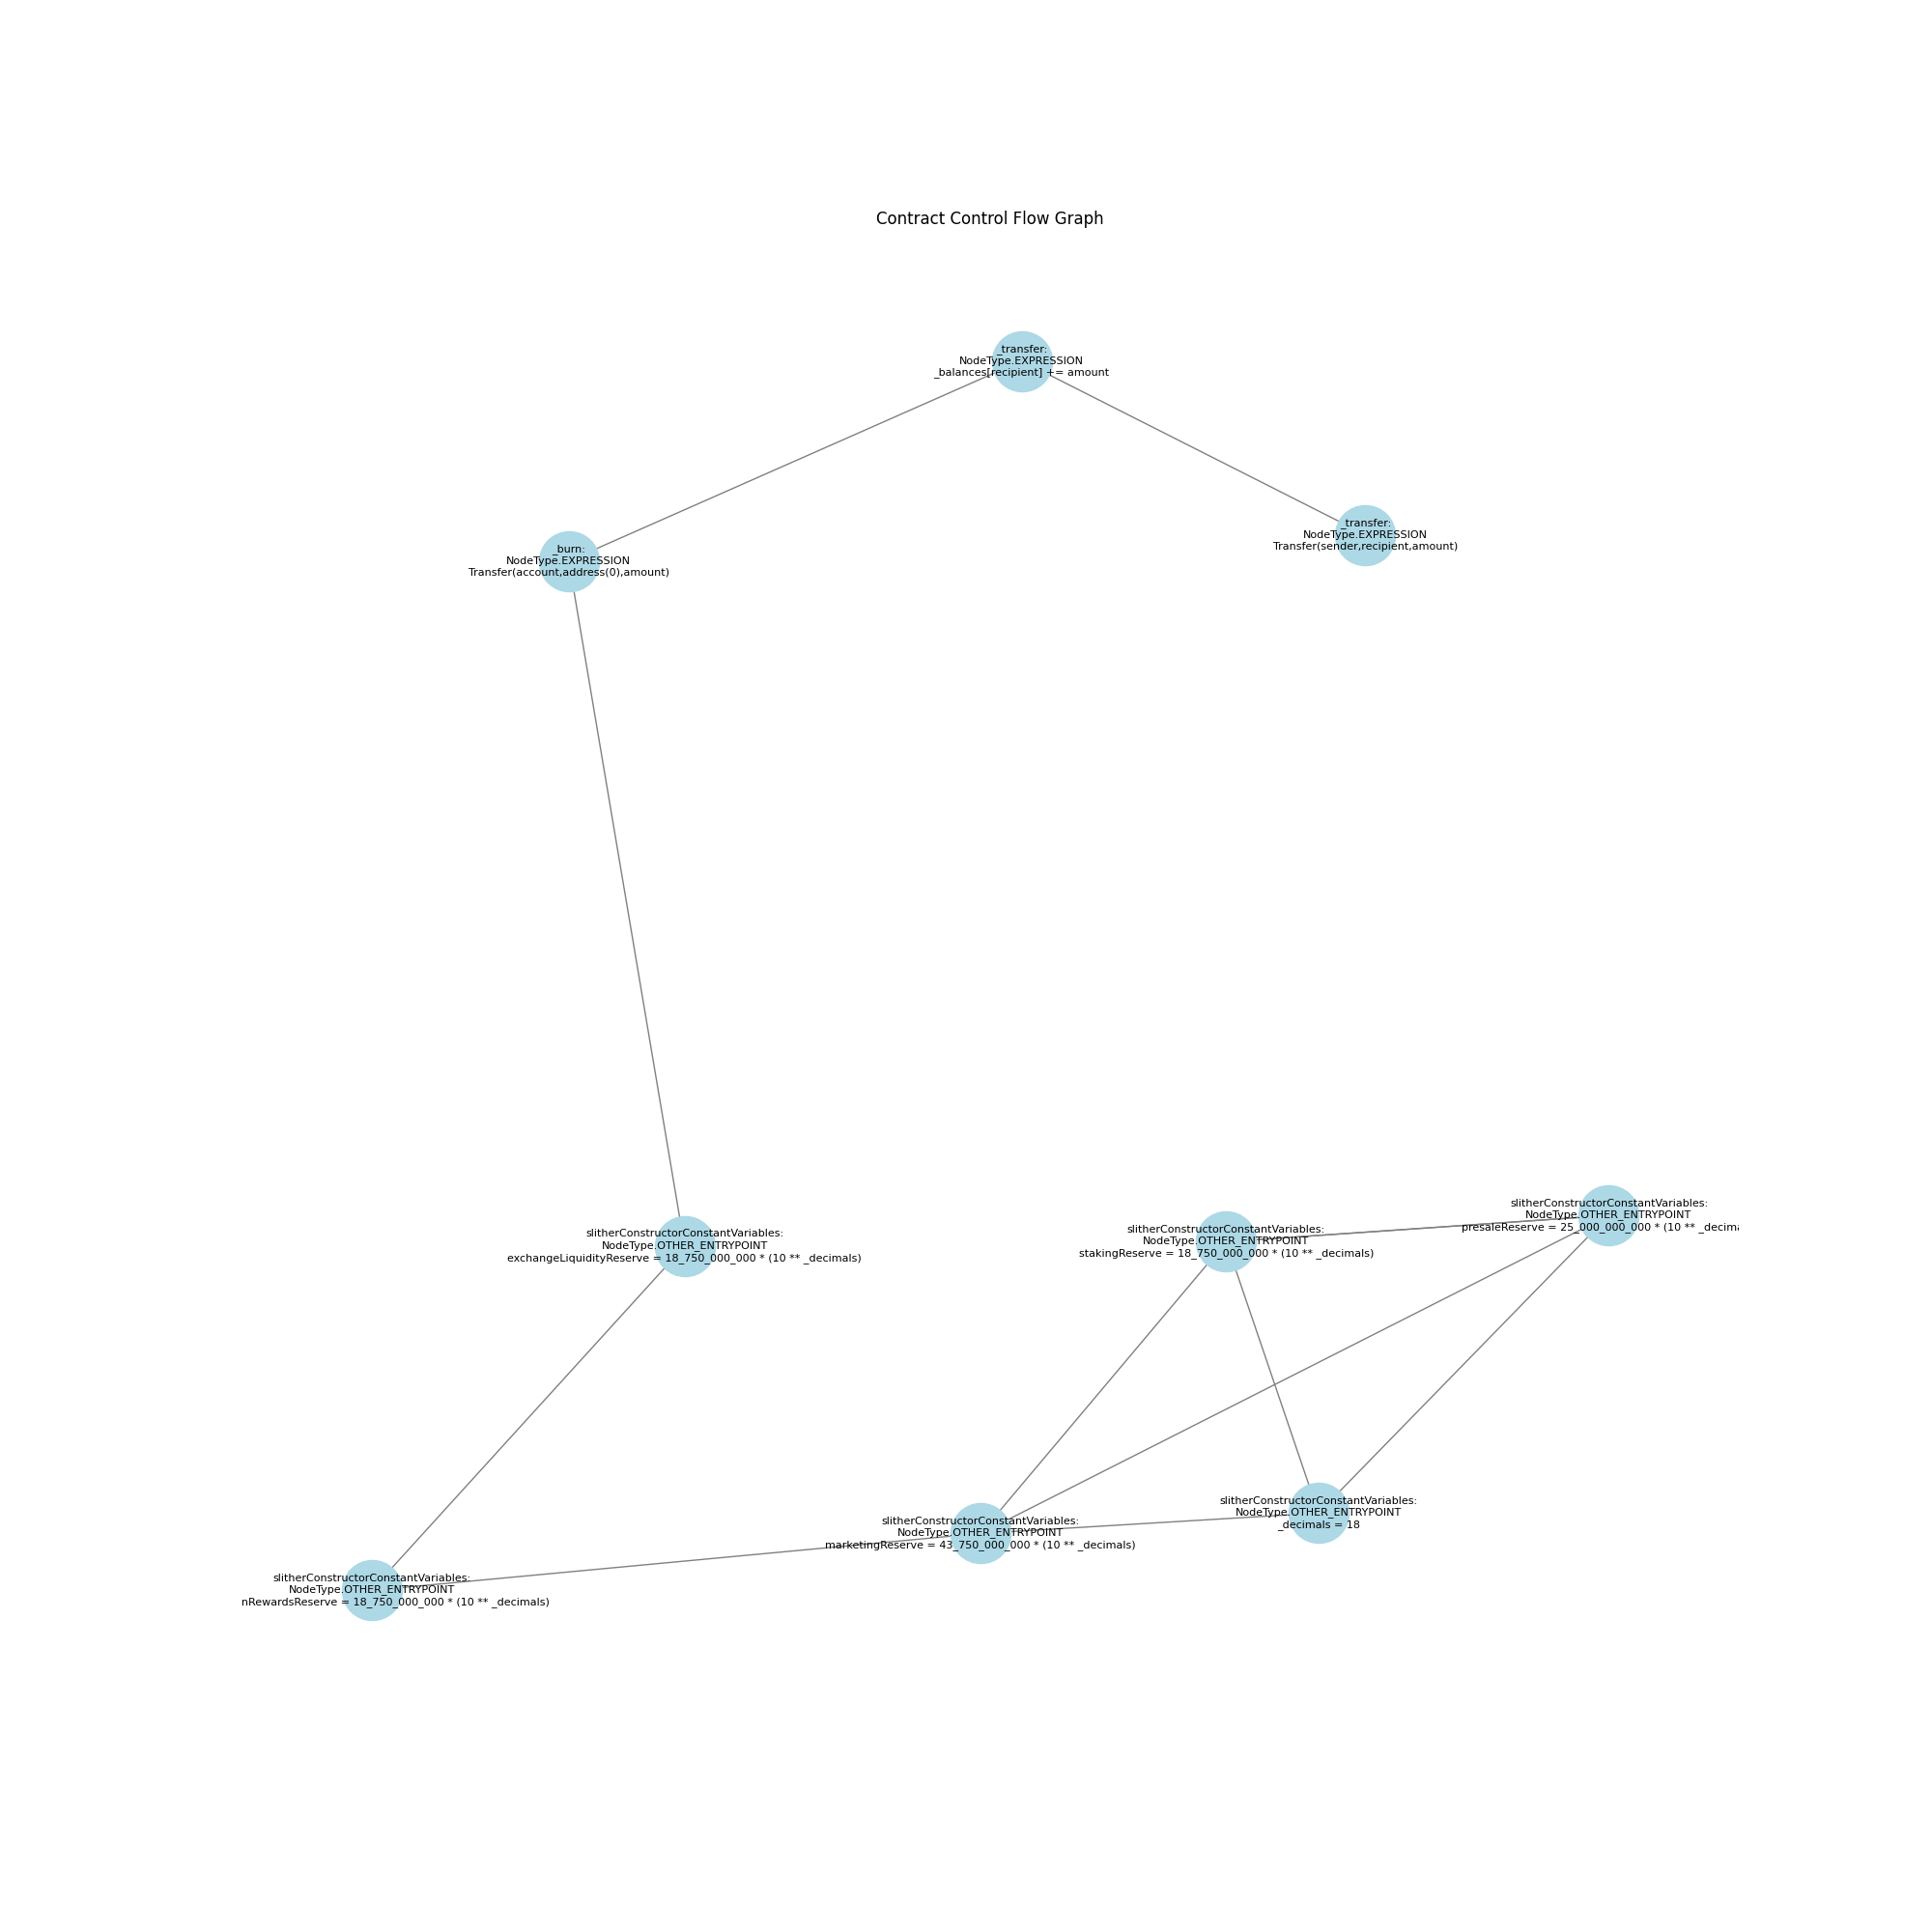 Contract Control Flow Graph
_transfer:
NodeType.EXPRESSION
_balances[recipient] += amount
_transfer:
NodeType.EXPRESSION
Transfer(sender,recipient,amount)
_burn:
NodeType.EXPRESSION
Transfer(account,address(0),amount)
slitherConstructorConstantVariables:
NodeType.OTHER_ENTRYPOINT
presaleReserve = 25_000_000_000 * (10 ** _decima
slitherConstructorConstantVariables:
NodeType.OTHER_ENTRYPOINT
stakingReserve = 18_750_000_000 * (10 ** _decimals)
slitherConstructorConstantVariables:
NodeType.OTHER_ENTRYPOINT
exchangeLiquidityReserve = 18_750_000_000 * (10 ** _decimals)
slitherConstructorConstantVariables:
NodeType.OTHER_ENTRYPOINT
_decimals = 18
slitherConstructorConstantVariables:
NodeType.OTHER_ENTRYPOINT
marketingReserve = 43_750_000_000 * (10 ** _decimals)
slitherConstructorConstantVariables:
NodeType.OTHER_ENTRYPOINT
nRewardsReserve = 18_750_000_000 * (10 ** _decimals)